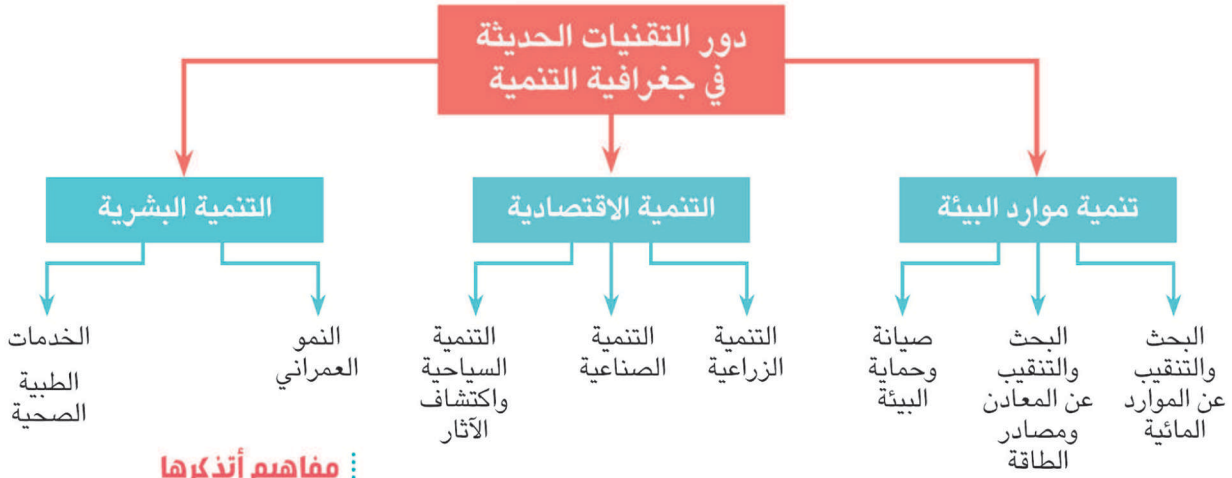 دور التقنيات الحديثة
في جغرافية التنمية
تنمية موارد البيئة
التنمية الاقتصادية
التنمية البشرية
البحث
والتنقيب
عن الموارد
المائية
البحث
والتنقيب
عن المعادن
ومصادر
الطاقة
صيانة
وحماية
البيئة
التنمية
الزراعية
التنمية
الصناعية
التنمية
السياحية
واكتشاف
الآثار
النمو
العمراني
الخدمات
الطبية
الصحية
مفاهيم أتذكرها